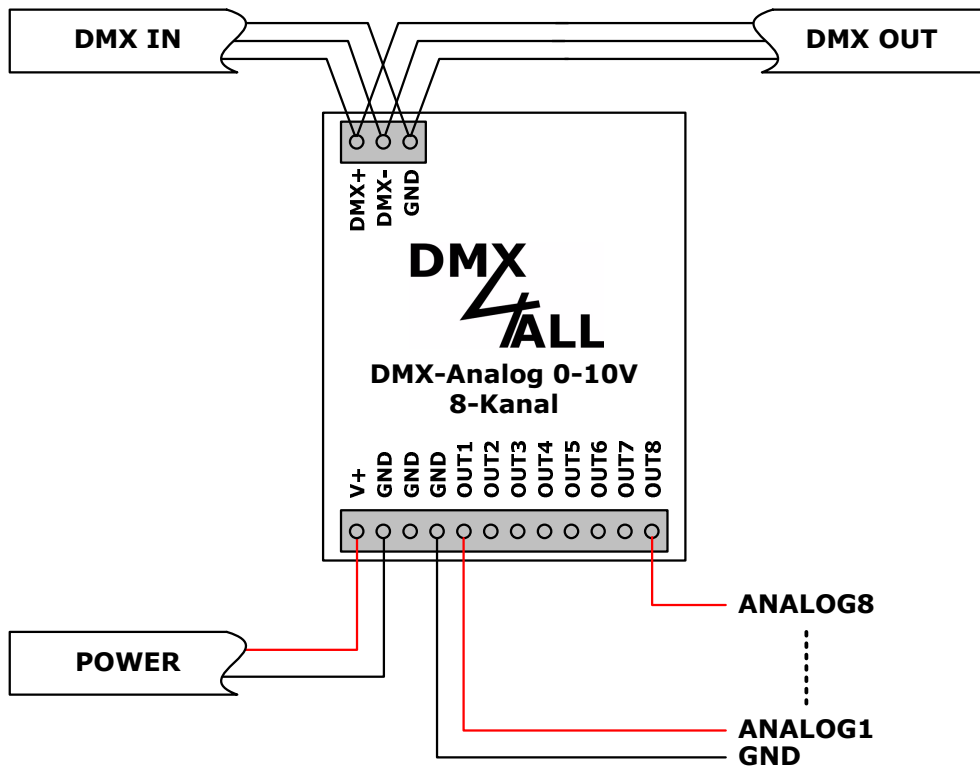 DMX IN
DMX OUT
DMX+
DMX-
GND
DMX
4ALL
DMX-Analog 0-10V
8-Kanal
V+
GND
GND
GND
OUT1
OUT2
OUT3
OUT4
OUT5
OUT6
OUT7
OUT8
ANALOG8
POWER
ANALOG1
GND